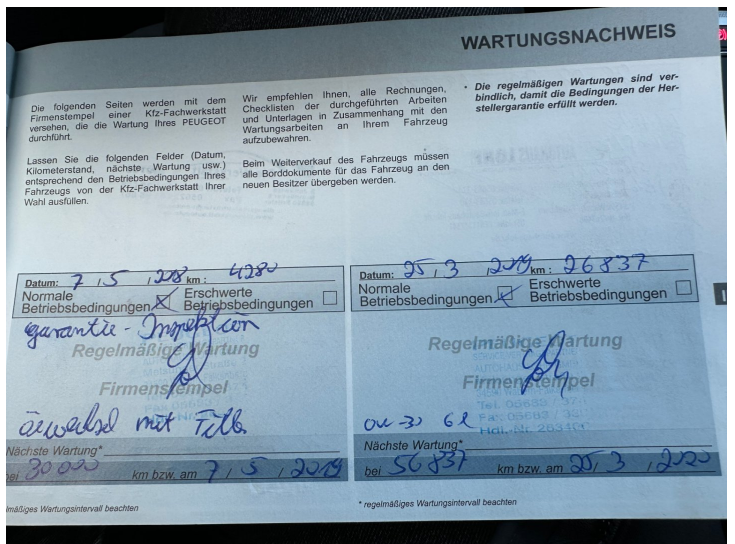 WARTUNGSNACHWEIS
Die folgenden Seiten werden mit dem
Firmenstempel einer Kfz-Fachwerkstatt
versehen, die die Wartung Ihres PEUGEOT
durchführt.
Lassen Sie die folgenden Felder (Datum,
Kilometerstand, nächste Wartung usw.)
entsprechend den Betriebsbedingungen Ihres
Fahrzeugs von der Kfz-Fachwerkstatt Ihrer
Wahl ausfüllen.
Wir empfehlen Ihnen, alle Rechnungen,
Checklisten der durchgeführten Arbeiten
und Unterlagen in Zusammenhang mit den
Wartungsarbeiten an Ihrem Fahrzeug
aufzubewahren.
Beim Weiterverkauf des Fahrzeugs müssen
alle Borddokumente für das Fahrzeug an den
neuen Besitzer übergeben werden.
• Die regelmäßigen Wartungen sind ver-
bindlich, damit die Bedingungen der Her-
stellergarantie erfüllt werden.
Datum: 7 / 5 / 2018 km : 4280
Normale
Betriebsbedingungen
Erschwerte
Betriebsbedingungen
Garantie - Inspektion
Regelmäßige Wartung
Firmenstempel
mit
Nächste Wartung*
bei 30000 km bzw. am 7 / 5 / 2019
*regelmäßiges Wartungsintervall beachten
Datum: 25 / 3 / 2019 km : 26837
Normale
Betriebsbedingungen
Erschwerte
Betriebsbedingungen
Regelmäßige Wartung
Firmenstempel
6l
Nächste Wartung*
bei 56837 km bzw. am 25 / 3 / 2020
* regelmäßiges Wartungsintervall beachten